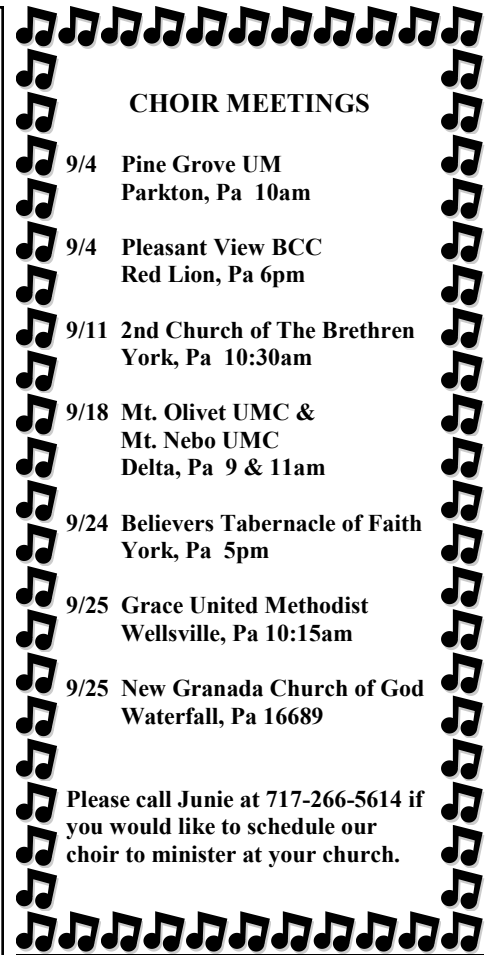 CHOIR MEETINGS
9/4 Pine Grove UM
Parkton, Pa 10am
9/4 Pleasant View BCC
Red Lion, Pa 6pm
9/11 2nd Church of The Brethren
York, Pa 10:30am
9/18 Mt. Olivet UMC &
Mt. Nebo UMC
Delta, Pa 9 & 11am
9/24 Believers Tabernacle of Faith
York, Pa 5pm
9/25 Grace United Methodist
Wellsville, Pa 10:15am
9/25 New Granada Church of God
Waterfall, Pa 16689
Please call Junie at 717-266-5614 if
you would like to schedule our
choir to minister at your church.